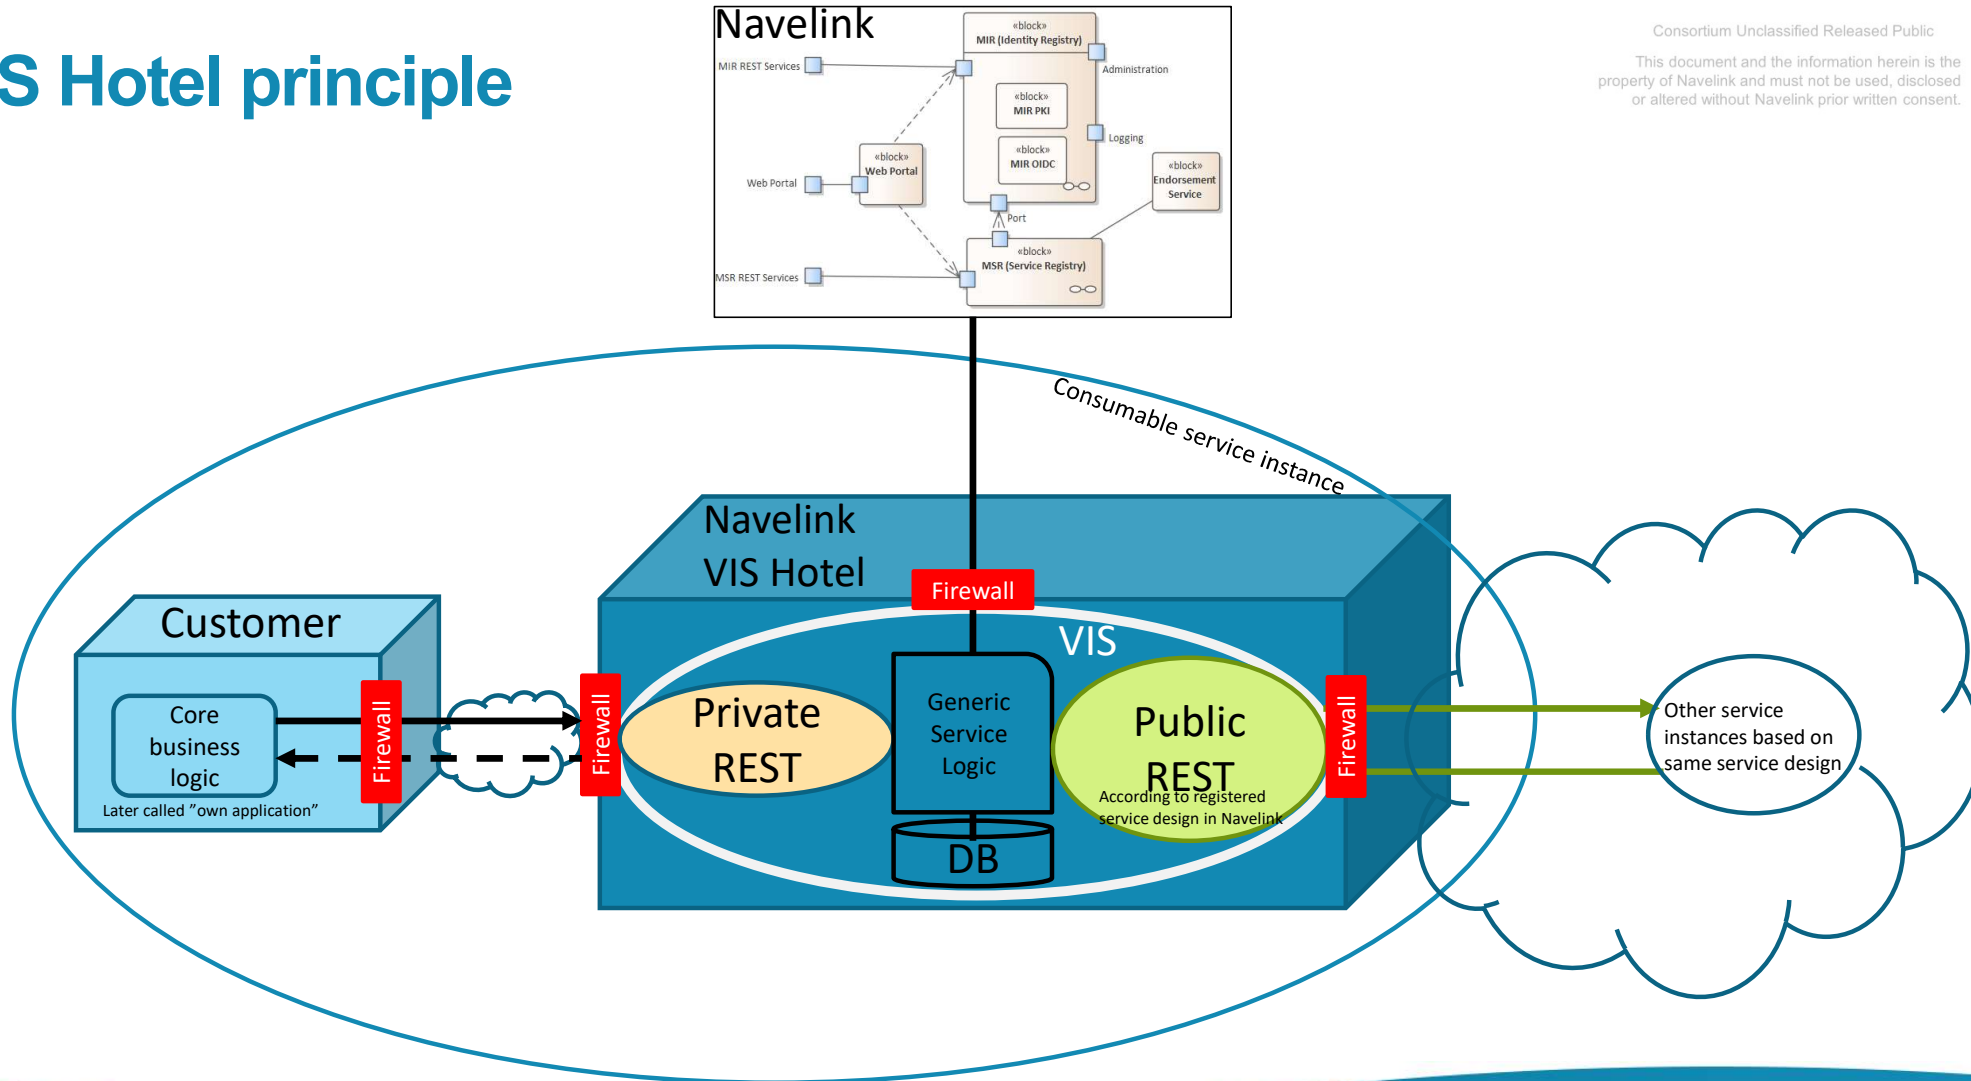 S Hotel principle
Navelink
Consortium Unclassified Released Public
This document and the information herein is the
property of Navelink and must not be used, disclosed
or altered without Navelink prior written consent.
«block»
MIR (Identity Registry)
MIR REST Services
Administration
«block»
MIR PKI
Logging
«block»
MIR OIDC
«block»
Web Portal
Web Portal
«block»
Endorsement
Service
Port
«block»
MSR (Service Registry)
MSR REST Services
Consumable service instance
Navelink
VIS Hotel
Firewall
Customer
VIS
Core
business
logic
Later called "own application"
Firewall
Firewall
Private
REST
Generic
Service
Logic
DB
Public
REST
According to registered
service design in Navelink
Firewall
Other service
instances based on
same service design